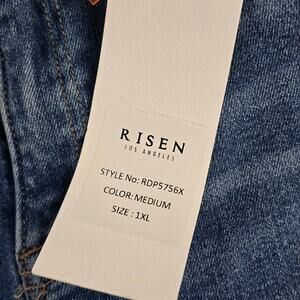 RISEN
LOS ANGELES
STYLE No: RDP5756X
COLOR: MEDIUM
SIZE : 1XL